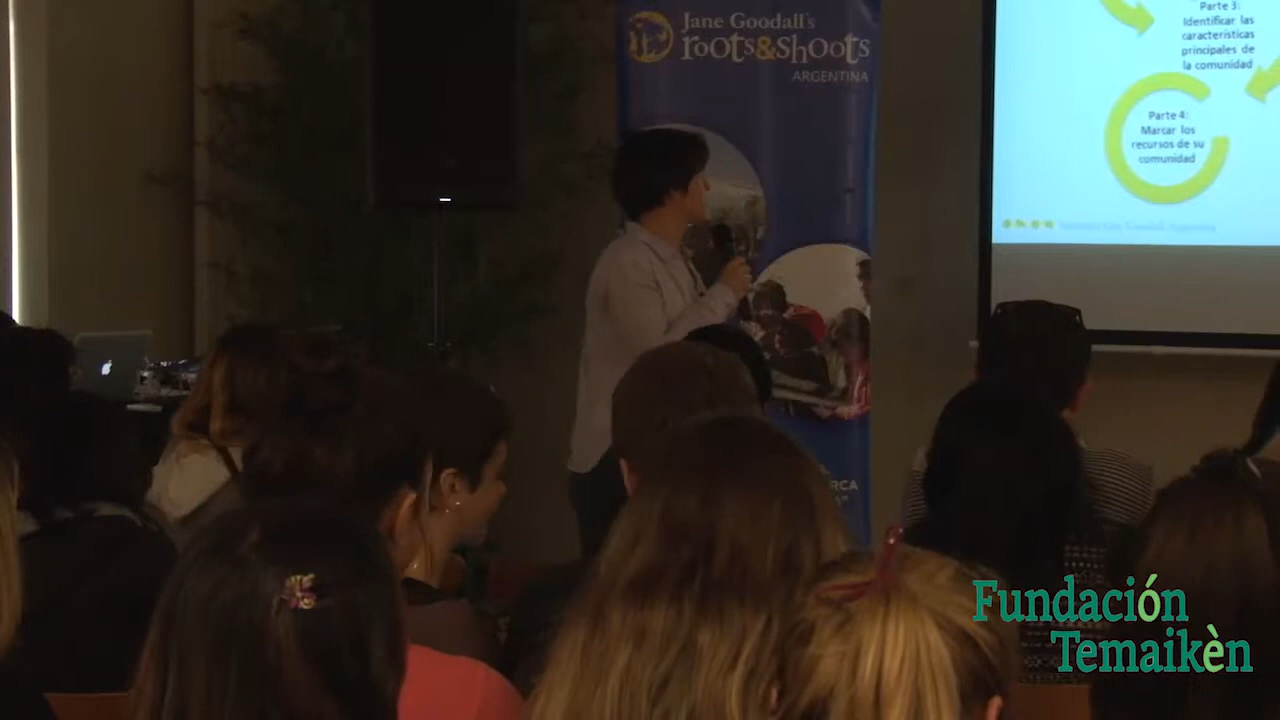 Jane Goodall's
roots&shoots
ARGENTINA
Parte 3:
Identificar las
características
principales de
la comunidad
Parte 4:
Marcar los
recursos de su
comunidad
Fundación
Temaikèn